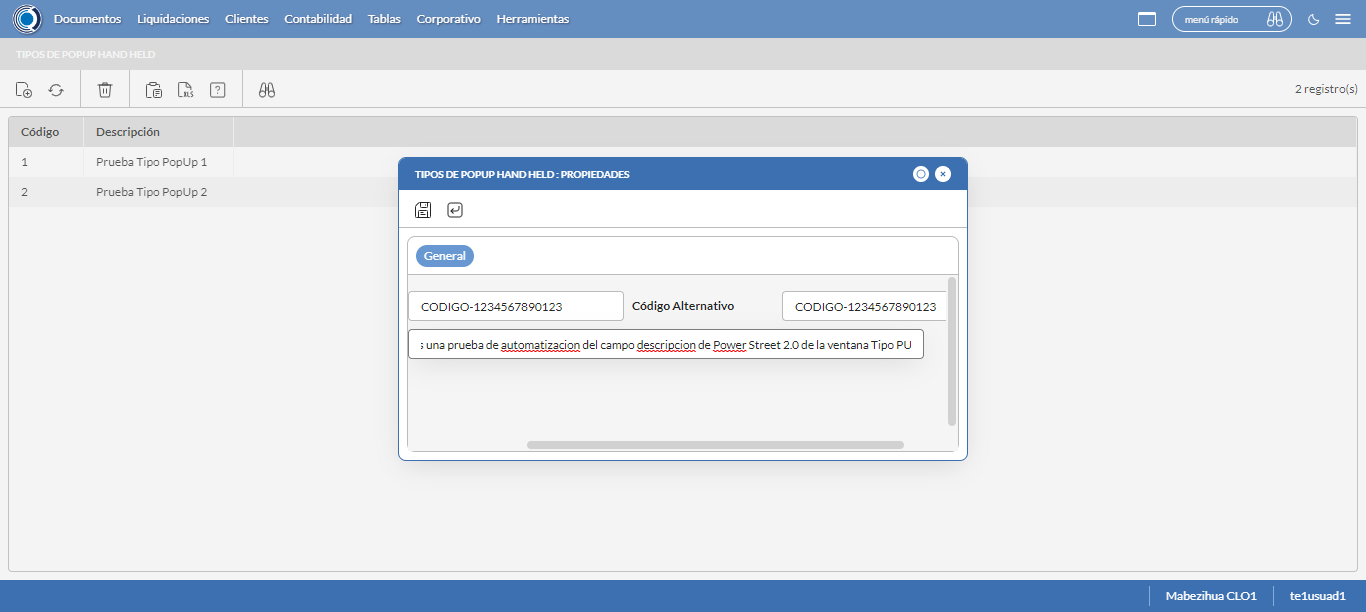 Documentos Liquidaciones Clientes Contabilidad Tablas Corporativo Herramientas menú rápido
TIPOS DE POPUP HAND HELD
XLS ? 2 registro(s)
Código Descripción
1 Prueba Tipo PopUp 1
2 Prueba Tipo PopUp 2
TIPOS DE POPUP HAND HELD : PROPIEDADES
General
CODIGO-1234567890123 Código Alternativo CODIGO-1234567890123
una prueba de automatizacion del campo descripcion de Power Street 2.0 de la ventana Tipo PU
Mabezihua CLO1 te1usuad1